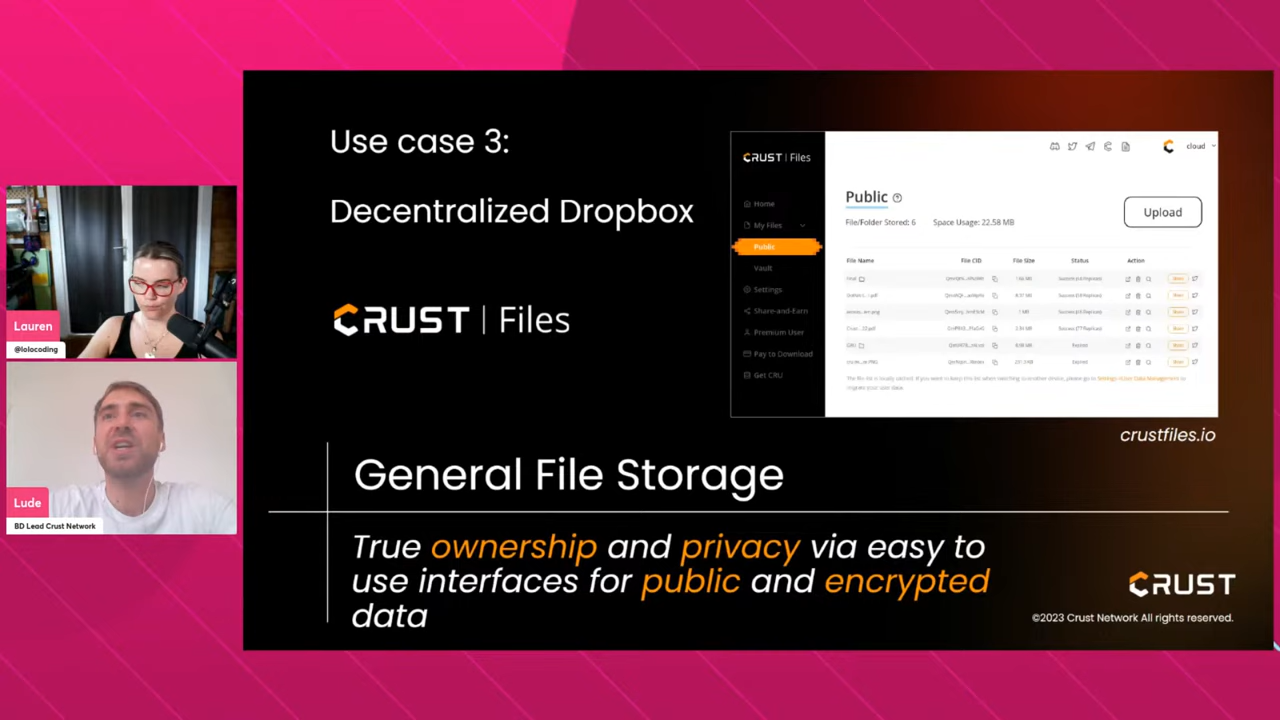 Use case 3:
Decentralized Dropbox
CRUST | Files
CRUST | Files
Home
My Files
Public
Vault
Settings
Share-and-Earn
Premium User
Pay to Download
Get CRU
cloud
Public
File/Folder Stored: 6 Space Usage: 22.58 MB
Upload
File Name File CID File Size Status Action
crustfiles.io
General File Storage
True ownership and privacy via easy to
use interfaces for public and encrypted
data
CRUST
©2023 Crust Network All rights reserved.
Lauren
@lolocoding
Lude
BD Lead Crust Network